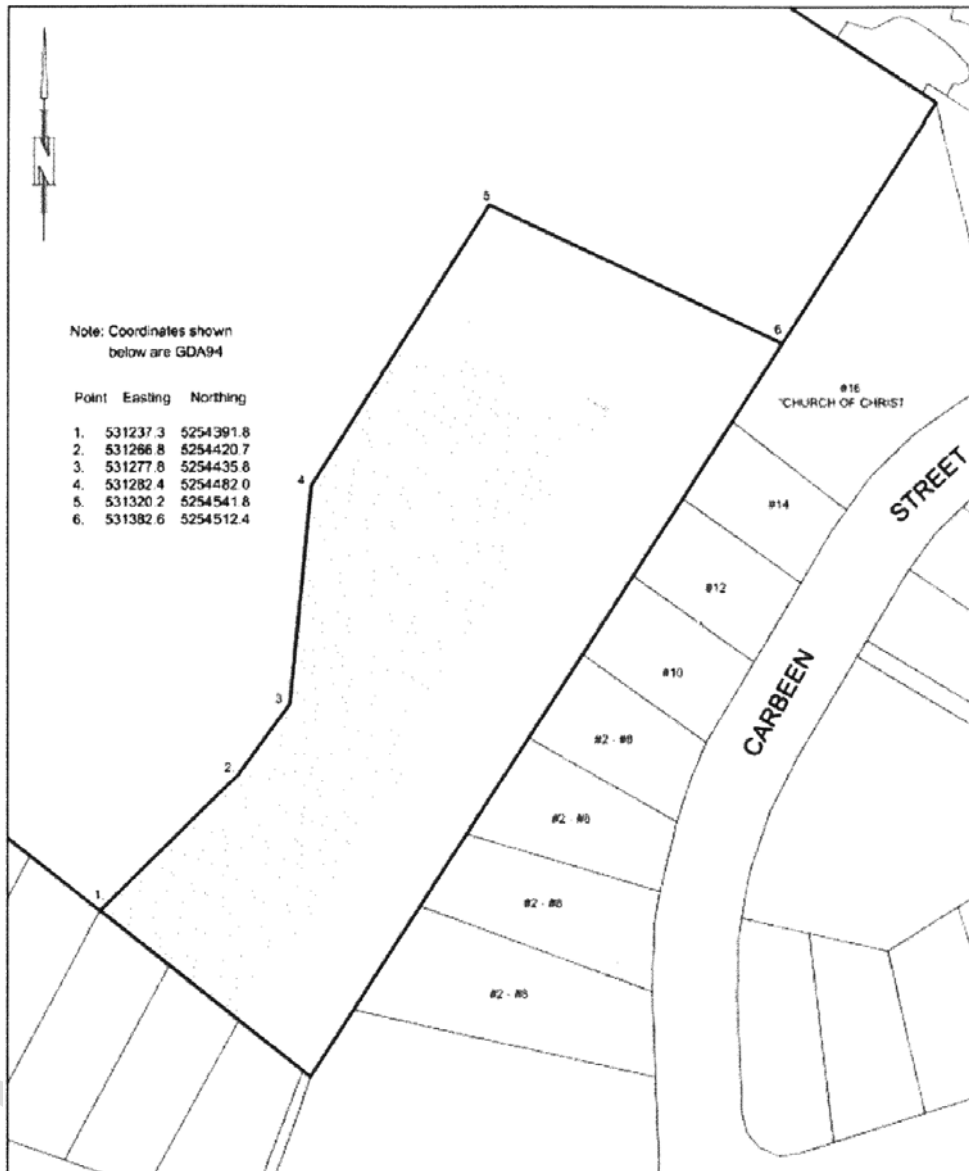 N
5
Note: Coordinates shown
below are GDA94
Point Easting Northing
1. 531237.3 5254391.8
2. 531266.8 5254420.7
3. 531277.8 5254435.8
4. 531282.4 5254482.0
5. 531320.2 5254541.8
6. 531382.6 5254512.4
6
#16
"CHURCH OF CHRIST
4
#14
STREET
#12
#10
CARBEEN
3
#2 - #8
2.
#2 - #8
1.
#2 - #8
#2 - #8